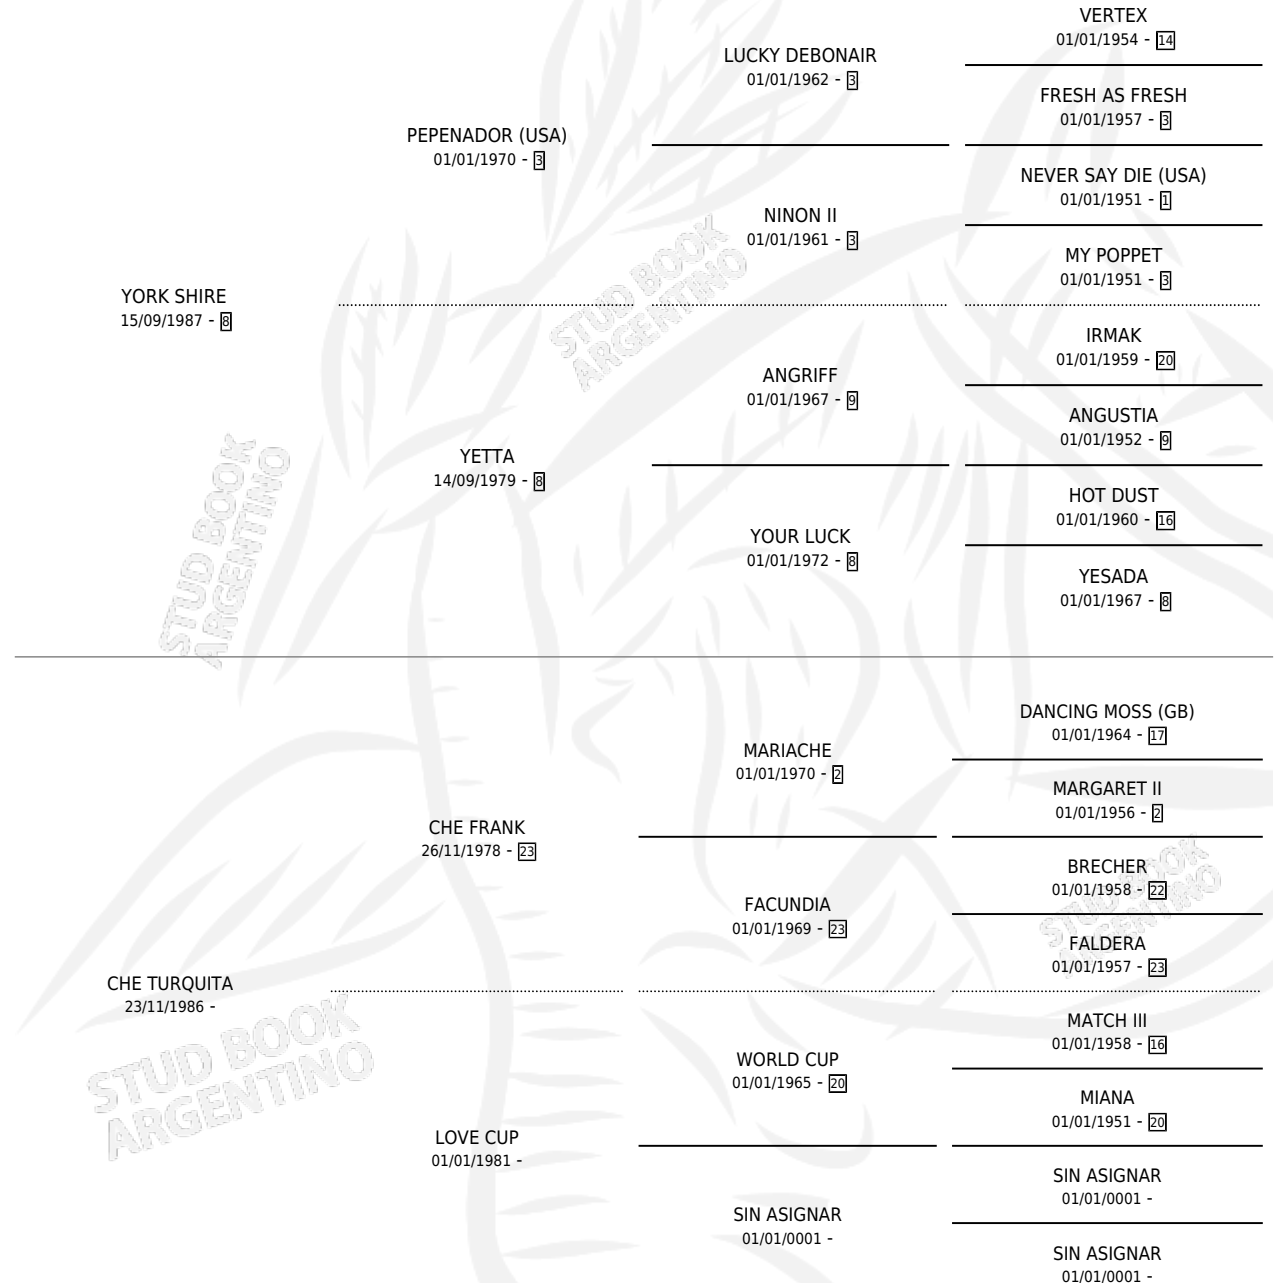 VERTEX
01/01/1954 - 14
LUCKY DEBONAIR
01/01/1962 - 3
FRESH AS FRESH
01/01/1957 - 3
PEPENADOR (USA)
01/01/1970 - 3
NEVER SAY DIE (USA)
01/01/1951 - 1
NINON II
01/01/1961 - 3
MY POPPET
01/01/1951 - 3
YORK SHIRE
15/09/1987 - 8
IRMAK
01/01/1959 - 20
ANGRIFF
01/01/1967 - 9
ANGUSTIA
01/01/1952 - 9
YETTA
14/09/1979 - 8
HOT DUST
01/01/1960 - 16
YOUR LUCK
01/01/1972 - 8
YESADA
01/01/1967 - 8
DANCING MOSS (GB)
01/01/1964 - 17
MARIACHE
01/01/1970 - 2
MARGARET II
01/01/1956 - 2
CHE FRANK
26/11/1978 - 23
BRECHER
01/01/1958 - 22
FACUNDIA
01/01/1969 - 23
FALDERA
01/01/1957 - 23
CHE TURQUITA
23/11/1986 -
MATCH III
01/01/1958 - 16
WORLD CUP
01/01/1965 - 20
MIANA
01/01/1951 - 20
LOVE CUP
01/01/1981 -
SIN ASIGNAR
01/01/0001 -
SIN ASIGNAR
01/01/0001 -
SIN ASIGNAR
01/01/0001 -
STUD BOOK
ARGENTINO
STUD BOOK
ARGENTINO
STUD BOOK
ARGENTINO
STUD BOOK
ARGENTINO